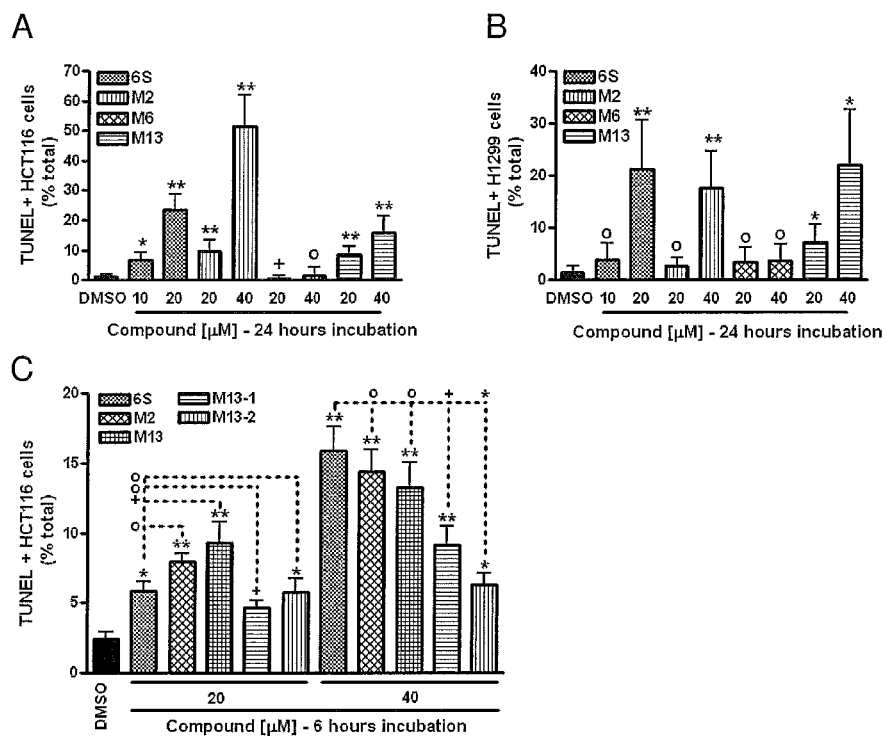 A
TUNEL+ HCT116 cells
(% total)
70
60
50
40
30
20
10
0
6S
M2
M6
M13
*
**
**
**
+
o
**
**
DMSO 10 20 20 40 20 40 20 40
Compound [µM] - 24 hours incubation
B
TUNEL+ H1299 cells
(% total)
40
30
20
10
0
6S
M2
M6
M13
o
**
o
**
o
o
*
*
DMSO 10 20 20 40 20 40 20 40
Compound [µM] - 24 hours incubation
C
TUNEL + HCT116 cells
(% total)
20
15
10
5
0
6S
M2
M13
M13-1
M13-2
o
o
+
o
*
**
**
+
*
o o + *
**
**
**
**
*
DMSO
20 40
Compound [µM] - 6 hours incubation